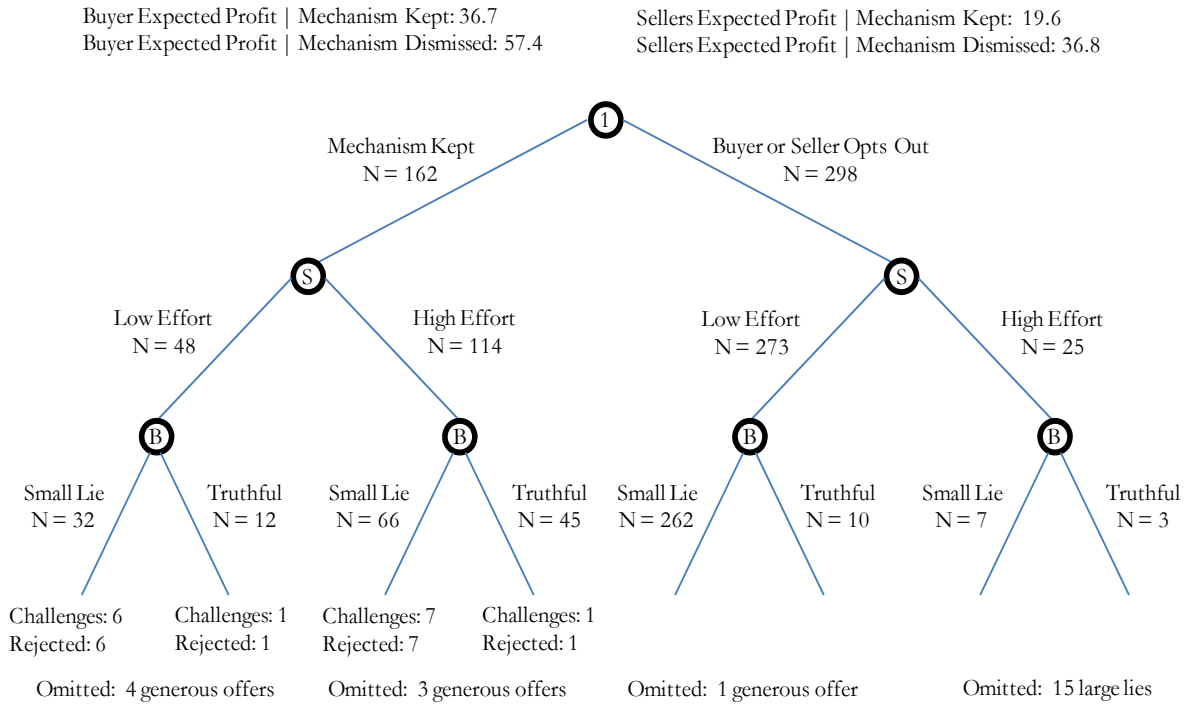 Buyer Expected Profit | Mechanism Kept: 36.7
Buyer Expected Profit | Mechanism Dismissed: 57.4
Sellers Expected Profit | Mechanism Kept: 19.6
Sellers Expected Profit | Mechanism Dismissed: 36.8
1
Mechanism Kept
N = 162
Buyer or Seller Opts Out
N = 298
S
S
Low Effort
N = 48
High Effort
N = 114
Low Effort
N = 273
High Effort
N = 25
B
B
B
B
Small Lie
N = 32
Truthful
N = 12
Small Lie
N = 66
Truthful
N = 45
Small Lie
N = 262
Truthful
N = 10
Small Lie
N = 7
Truthful
N = 3
Challenges: 6
Rejected: 6
Challenges: 1
Rejected: 1
Challenges: 7
Rejected: 7
Challenges: 1
Rejected: 1
Omitted: 4 generous offers
Omitted: 3 generous offers
Omitted: 1 generous offer
Omitted: 15 large lies